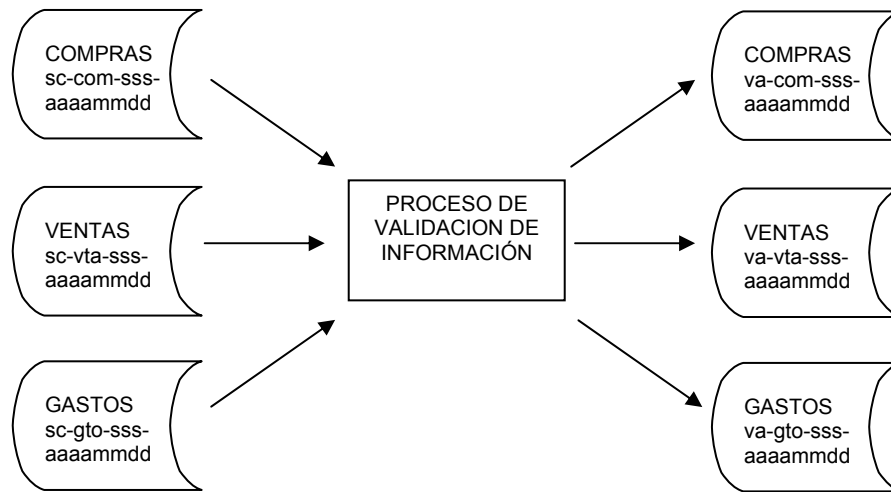 COMPRAS
sc-com-sss-
aaaammdd
VENTAS
sc-vta-sss-
aaaammdd
GASTOS
sc-gto-sss-
aaaammdd
PROCESO DE
VALIDACION DE
INFORMACIÓN
COMPRAS
va-com-sss-
aaaammdd
VENTAS
va-vta-sss-
aaaammdd
GASTOS
va-gto-sss-
aaaammdd